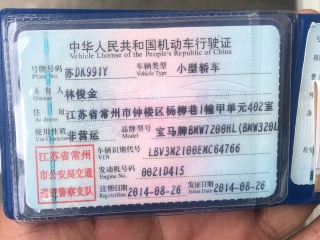 中华人民共和国机动车行驶证
Vehicle License of the People's Republic of China
号牌号码 苏DK991Y 车辆类型 小型轿车
Plate No. Vehicle Type
所有人 林俊金
Owner
住址 江苏省常州市钟楼区杨柳巷1幢甲单元402室
使用性质 非营运 品牌型号 宝马牌BMW7200HL(BMW320L
Model
江苏省常州
市公安局交通
巡逻警察支队
车辆识别代号 LBV3M2100EMC64766
VIN
发动机号码 0021D415
Engine No.
注册日期 2014-08-26 发证日期 2014-08-26
Register Date Issue Date